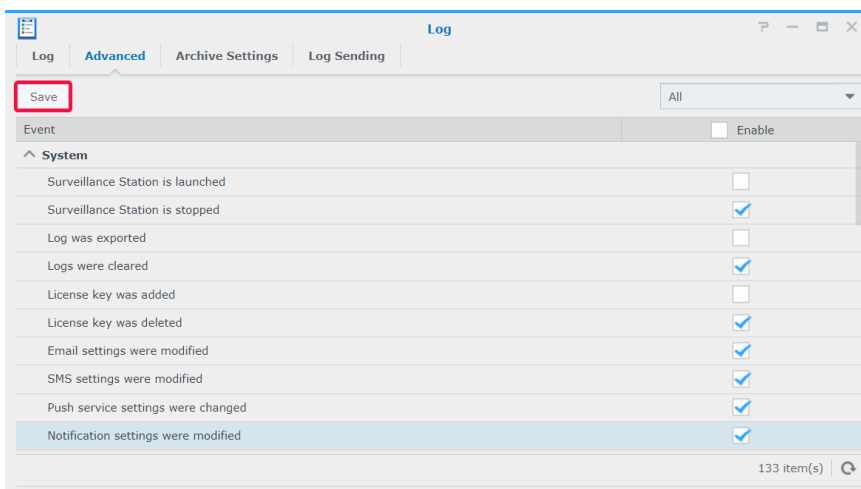 Log
Log Advanced Archive Settings Log Sending
Save All
Event Enable
System
Surveillance Station is launched
Surveillance Station is stopped
Log was exported
Logs were cleared
License key was added
License key was deleted
Email settings were modified
SMS settings were modified
Push service settings were changed
Notification settings were modified
133 item(s)